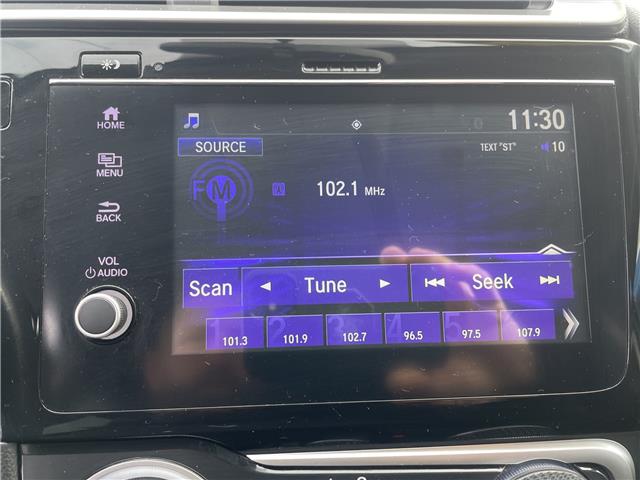 11:30
HOME
SOURCE
TEXT "ST" 10
MENU
FM A 102.1 MHz
BACK
VOL
AUDIO
Scan Tune Seek
1 2 3 4 5 6
101.3 101.9 102.7 96.5 97.5 107.9